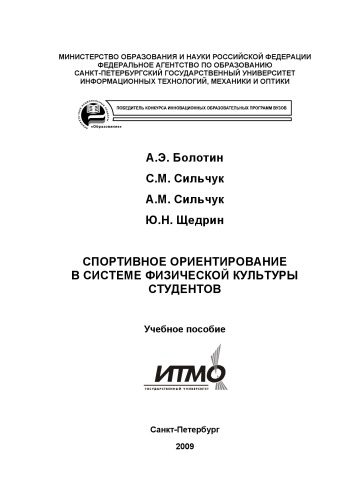 МИНИСТЕРСТВО ОБРАЗОВАНИЯ И НАУКИ РОССИЙСКОЙ ФЕДЕРАЦИИ
ФЕДЕРАЛЬНОЕ АГЕНТСТВО ПО ОБРАЗОВАНИЮ
САНКТ-ПЕТЕРБУРГСКИЙ ГОСУДАРСТВЕННЫЙ УНИВЕРСИТЕТ
ИНФОРМАЦИОННЫХ ТЕХНОЛОГИЙ, МЕХАНИКИ И ОПТИКИ
ПОБЕДИТЕЛЬ КОНКУРСА ИННОВАЦИОННЫХ ОБРАЗОВАТЕЛЬНЫХ ПРОГРАММ ВУЗОВ
«Образование»
А.Э. Болотин
С.М. Сильчук
А.М. Сильчук
Ю.Н. Щедрин
СПОРТИВНОЕ ОРИЕНТИРОВАНИЕ
В СИСТЕМЕ ФИЗИЧЕСКОЙ КУЛЬТУРЫ
СТУДЕНТОВ
Учебное пособие
ИТМО
ГОСУДАРСТВЕННЫЙ УНИВЕРСИТЕТ
Санкт-Петербург
2009